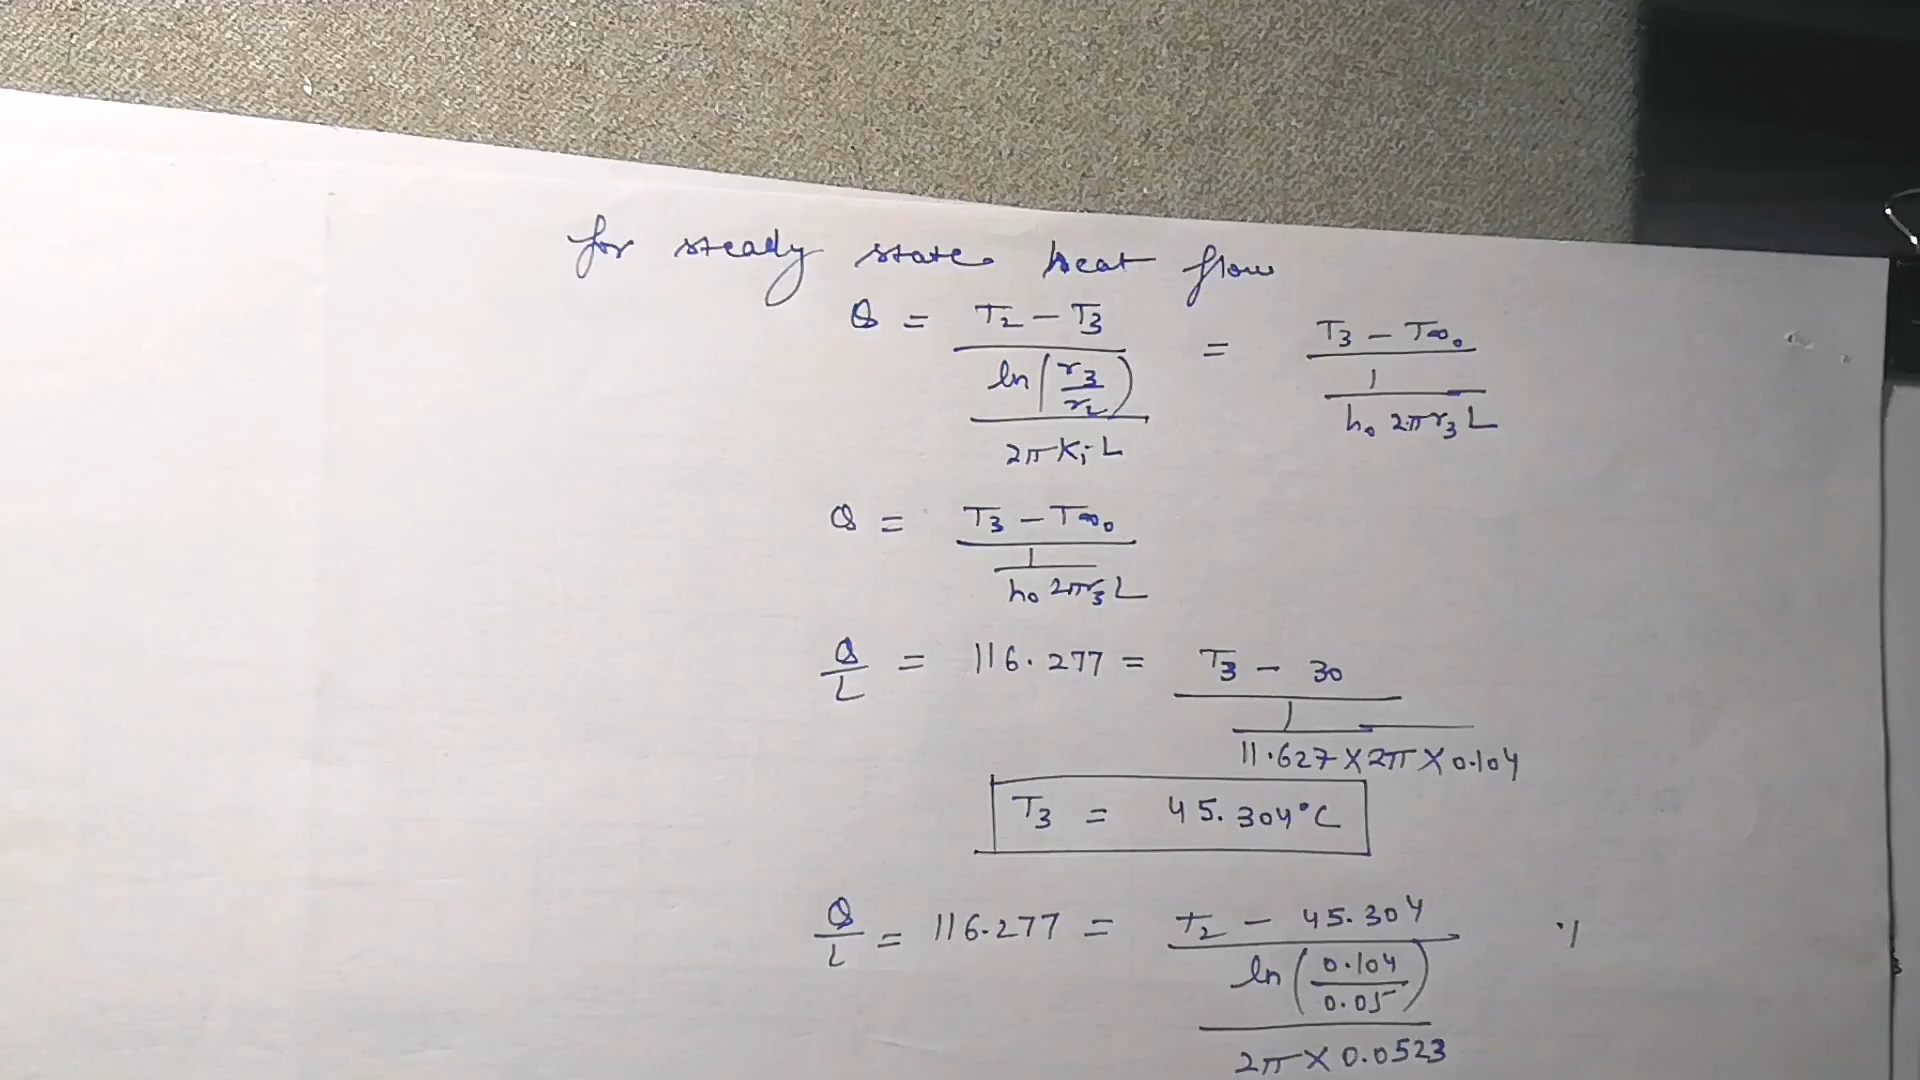 for steady state heat flow
Q = (T2 - T3) / (ln(r3/r2) / 2π Ki L) = (T3 - T∞o) / (1 / ho 2πr3 L)
Q = (T3 - T∞o) / (1 / ho 2πr3 L)
Q/L = 116.277 = (T3 - 30) / (1 / 11.627 X 2π X 0.104)
T3 = 45.304°C
Q/L = 116.277 = (T2 - 45.304) / (ln(0.104/0.05) / 2π X 0.0523)